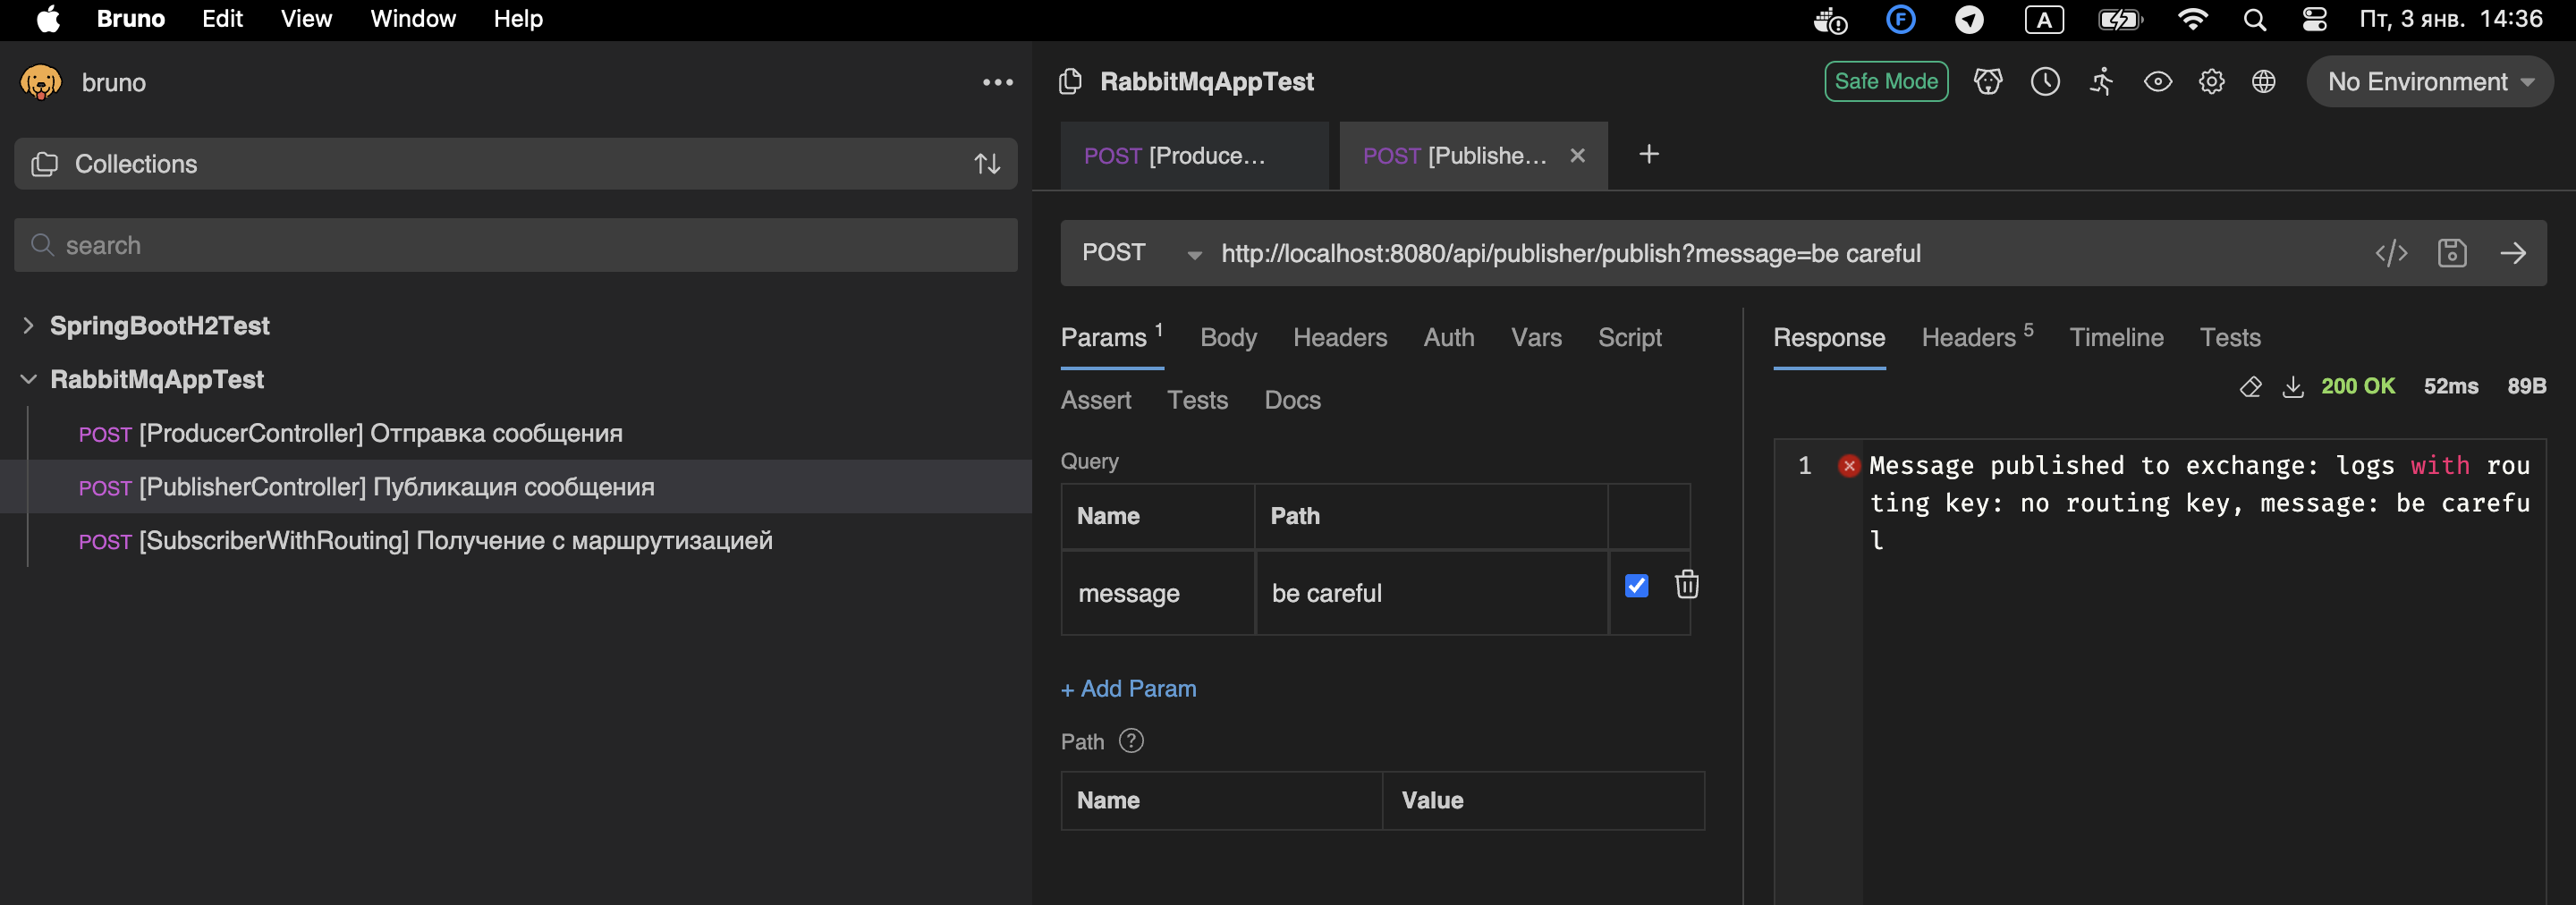 Bruno Edit View Window Help
F A Пт, 3 янв. 14:36
bruno
Collections
search
SpringBootH2Test
RabbitMqAppTest
POST [ProducerController] Отправка сообщения
POST [PublisherController] Публикация сообщения
POST [SubscriberWithRouting] Получение с маршрутизацией
RabbitMqAppTest
Safe Mode
No Environment
POST [Produce...
POST [Publishe...
POST http://localhost:8080/api/publisher/publish?message=be careful
Params 1 Body Headers Auth Vars Script
Assert Tests Docs
Query
Name Path
message be careful
+ Add Param
Path ?
Name Value
Response Headers 5 Timeline Tests
200 OK 52ms 89B
1 Message published to exchange: logs with rou
ting key: no routing key, message: be carefu
l